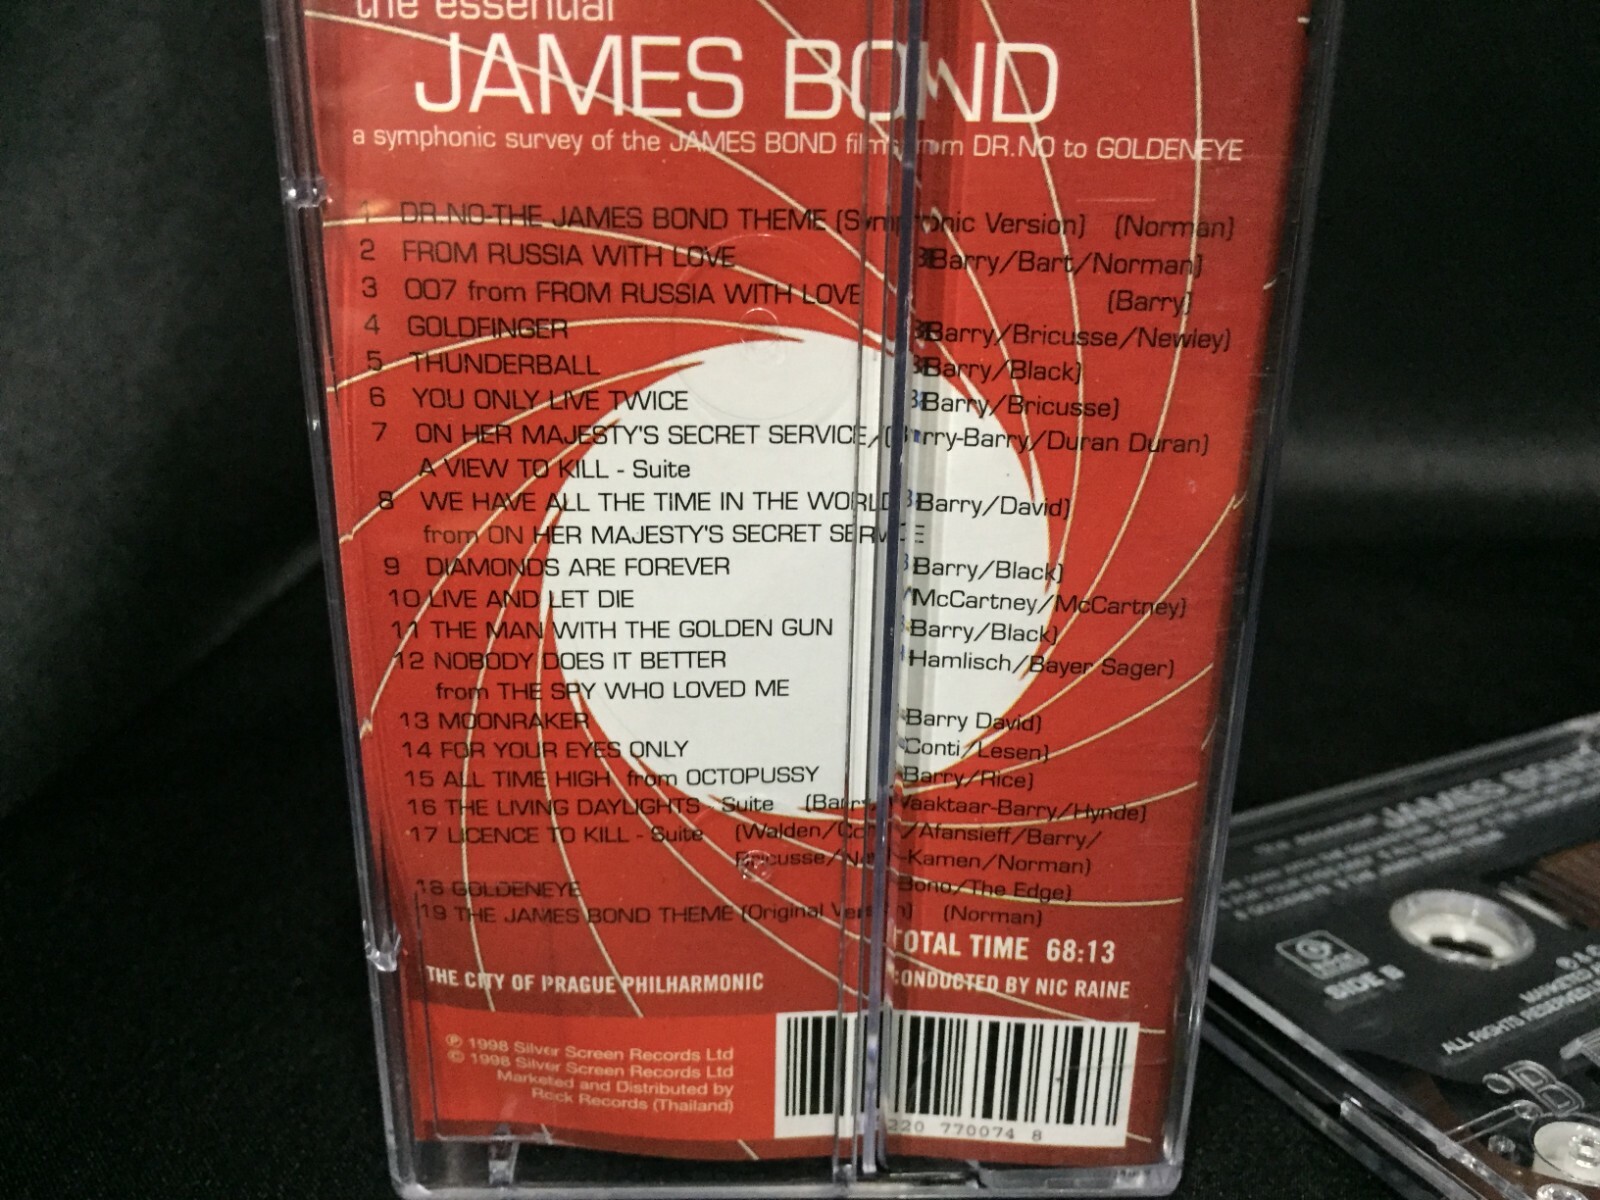 the essential
JAMES BOND
a symphonic survey of the JAMES BOND films from DR.NO to GOLDENEYE
1 DR.NO-THE JAMES BOND THEME (Symphonic Version) (Norman)
2 FROM RUSSIA WITH LOVE (Barry/Bart/Norman)
3 007 from FROM RUSSIA WITH LOVE (Barry)
4 GOLDFINGER (Barry/Bricusse/Newley)
5 THUNDERBALL (Barry/Black)
6 YOU ONLY LIVE TWICE (Barry/Bricusse)
7 ON HER MAJESTY'S SECRET SERVICE/(Barry-Barry/Duran Duran)
A VIEW TO KILL - Suite
8 WE HAVE ALL THE TIME IN THE WORLD (Barry/David)
from ON HER MAJESTY'S SECRET SERVICE
9 DIAMONDS ARE FOREVER (Barry/Black)
10 LIVE AND LET DIE (McCartney/McCartney)
11 THE MAN WITH THE GOLDEN GUN (Barry/Black)
12 NOBODY DOES IT BETTER (Hamlisch/Bayer Sager)
from THE SPY WHO LOVED ME
13 MOONRAKER (Barry David)
14 FOR YOUR EYES ONLY (Conti/Lesen)
15 ALL TIME HIGH from OCTOPUSSY (Barry/Rice)
16 THE LIVING DAYLIGHTS - Suite (Barry/Waaktaar-Barry/Hynde)
17 LICENCE TO KILL - Suite (Walden/Cohen/Afansieff/Barry/
Bricusse/Newley-Kamen/Norman)
18 GOLDENEYE (Bono/The Edge)
19 THE JAMES BOND THEME (Original Version) (Norman)
TOTAL TIME 68:13
THE CITY OF PRAGUE PHILHARMONIC CONDUCTED BY NIC RAINE
℗ 1998 Silver Screen Records Ltd
© 1998 Silver Screen Records Ltd
Marketed and Distributed by
Rock Records (Thailand)
220 770074 8
JAMES BOND
SIDE B
ALL RIGHTS RESERVED